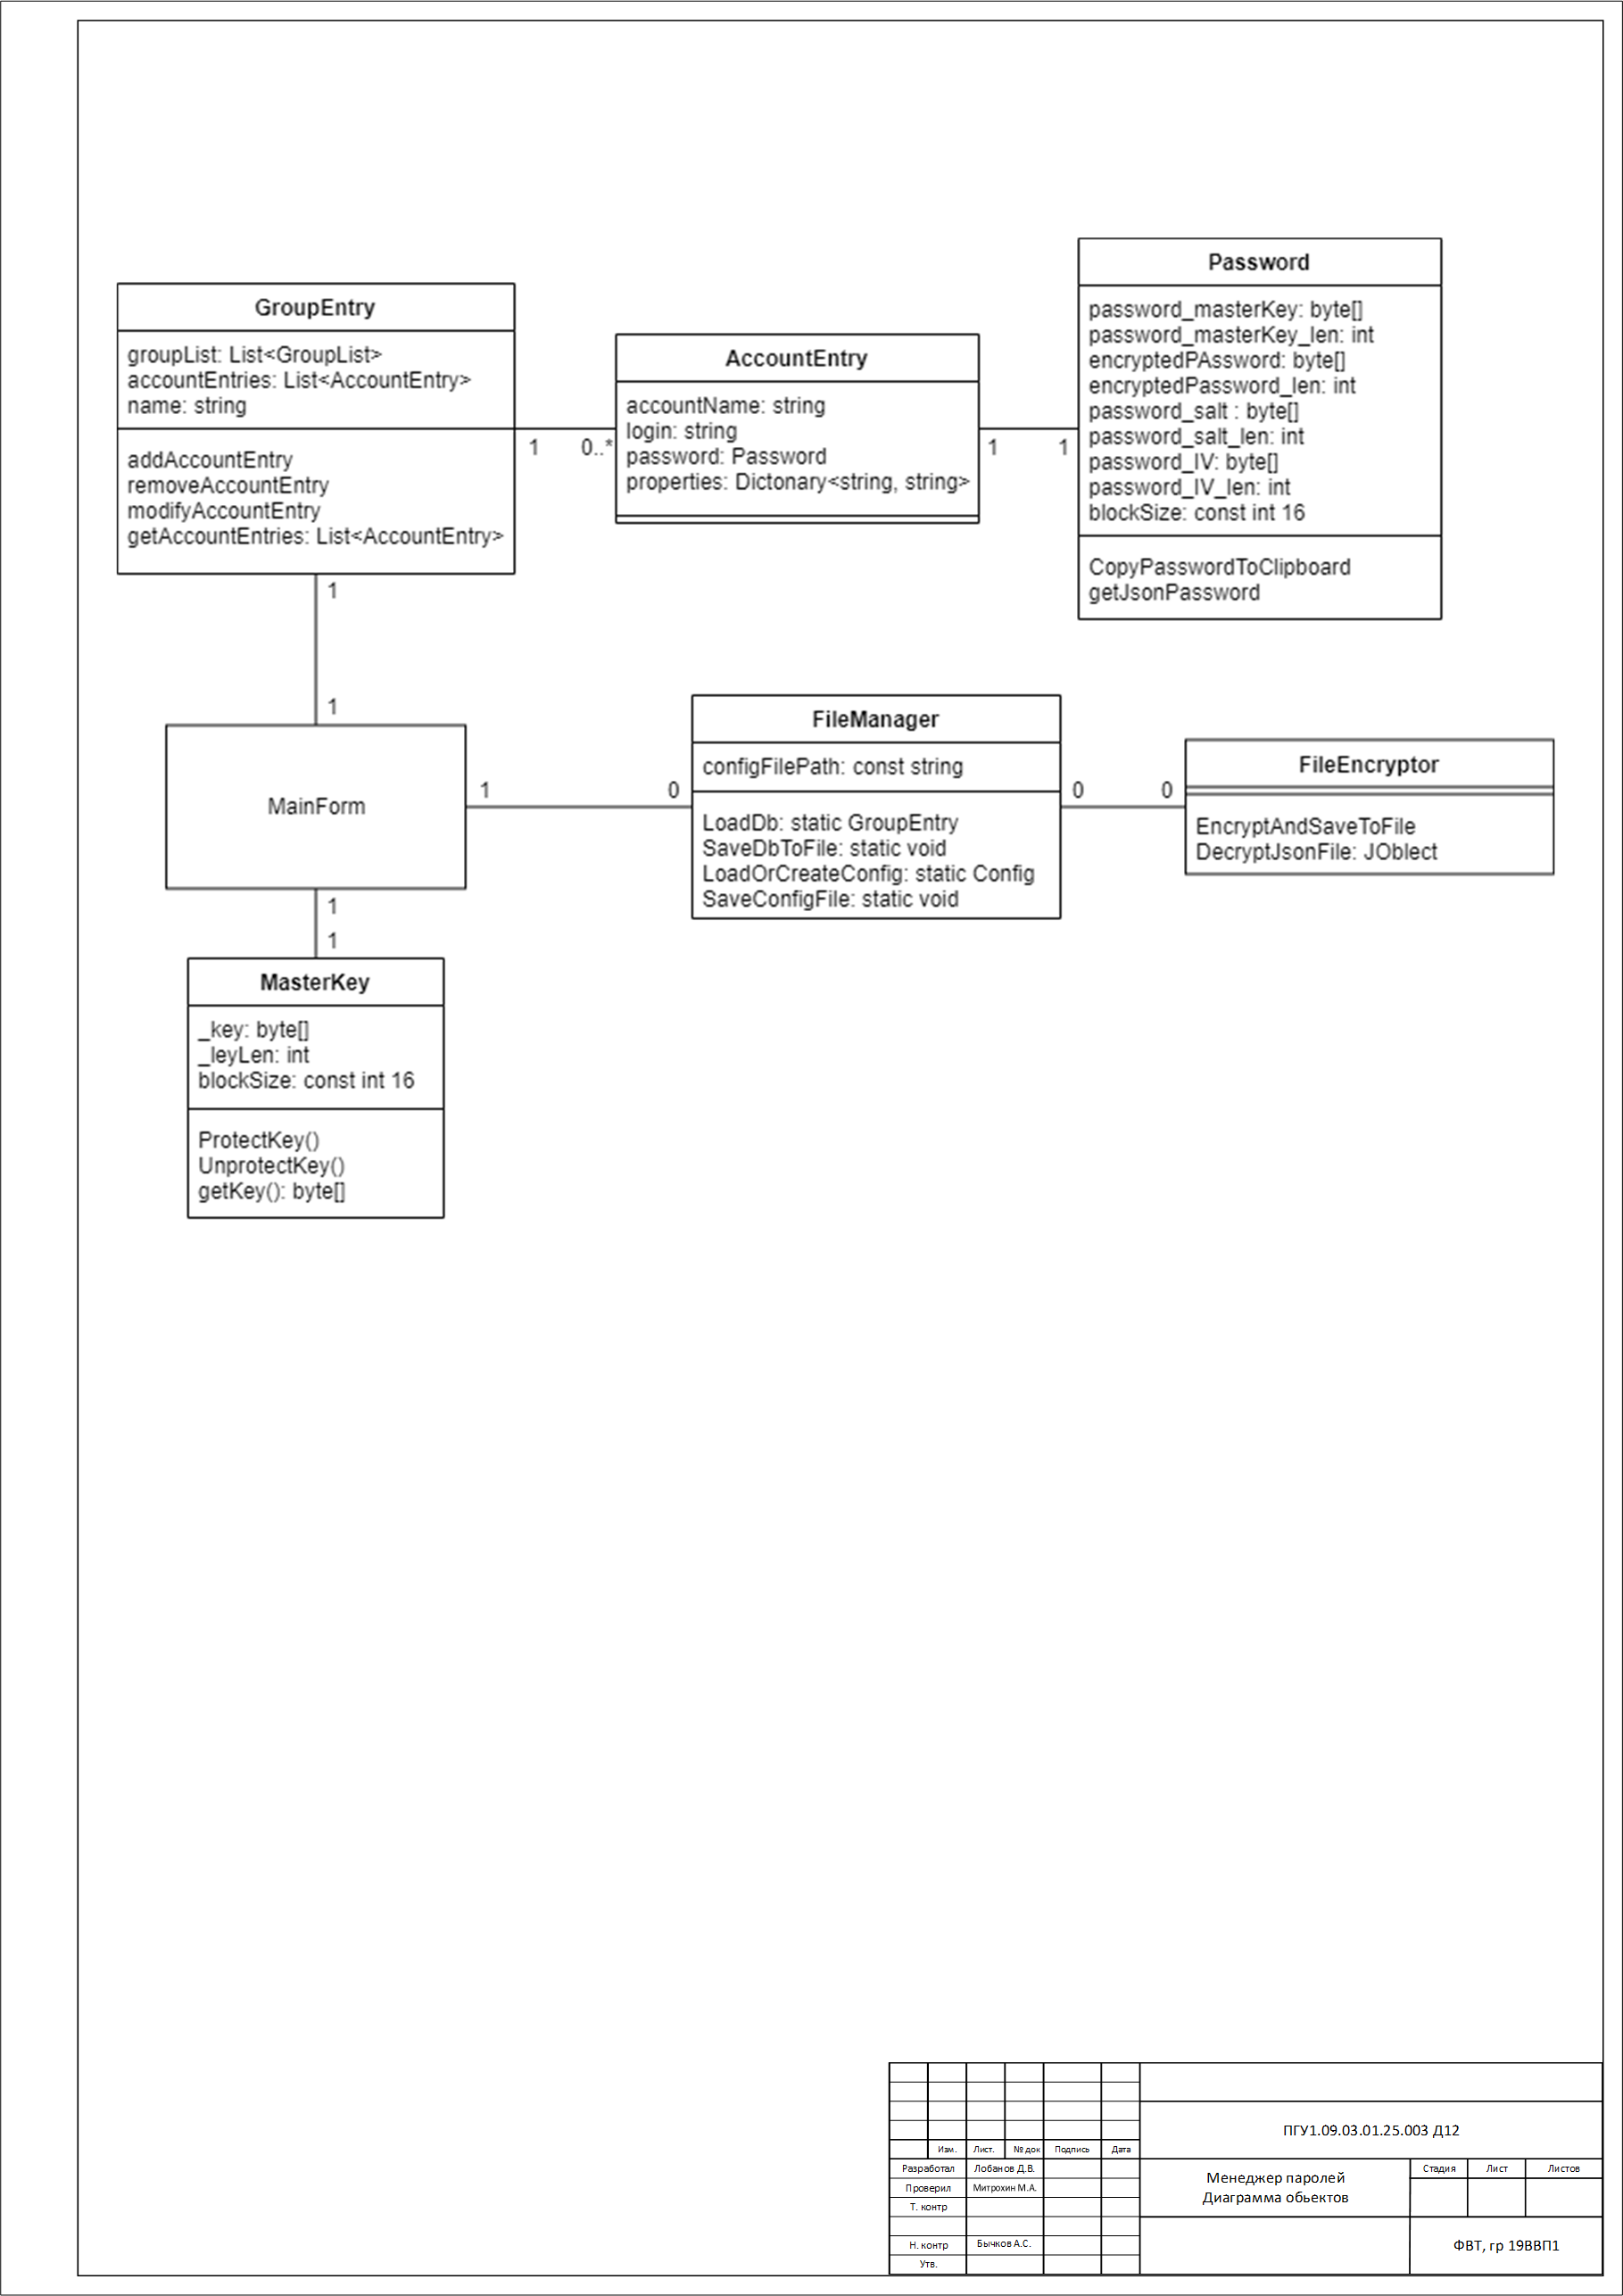 GroupEntry
groupList: List<GroupList>
accountEntries: List<AccountEntry>
name: string
addAccountEntry
removeAccountEntry
modifyAccountEntry
getAccountEntries: List<AccountEntry>
1
0..*
AccountEntry
accountName: string
login: string
password: Password
properties: Dictonary<string, string>
1
1
Password
password_masterKey: byte[]
password_masterKey_len: int
encryptedPAssword: byte[]
encryptedPassword_len: int
password_salt : byte[]
password_salt_len: int
password_IV: byte[]
password_IV_len: int
blockSize: const int 16
CopyPasswordToClipboard
getJsonPassword
1
1
MainForm
1
0
FileManager
configFilePath: const string
LoadDb: static GroupEntry
SaveDbToFile: static void
LoadOrCreateConfig: static Config
SaveConfigFile: static void
0
0
FileEncryptor
EncryptAndSaveToFile
DecryptJsonFile: JOblect
1
1
MasterKey
_key: byte[]
_leyLen: int
blockSize: const int 16
ProtectKey()
UnprotectKey()
getKey(): byte[]
ПГУ1.09.03.01.25.003 Д12
Изм. Лист. № док Подпись Дата
Разработал Лобанов Д.В.
Проверил Митрохин М.А.
Т. контр
Н. контр Бычков А.С.
Утв.
Менеджер паролей
Диаграмма обьектов
Стадия Лист Листов
ФВТ, гр 19ВВП1